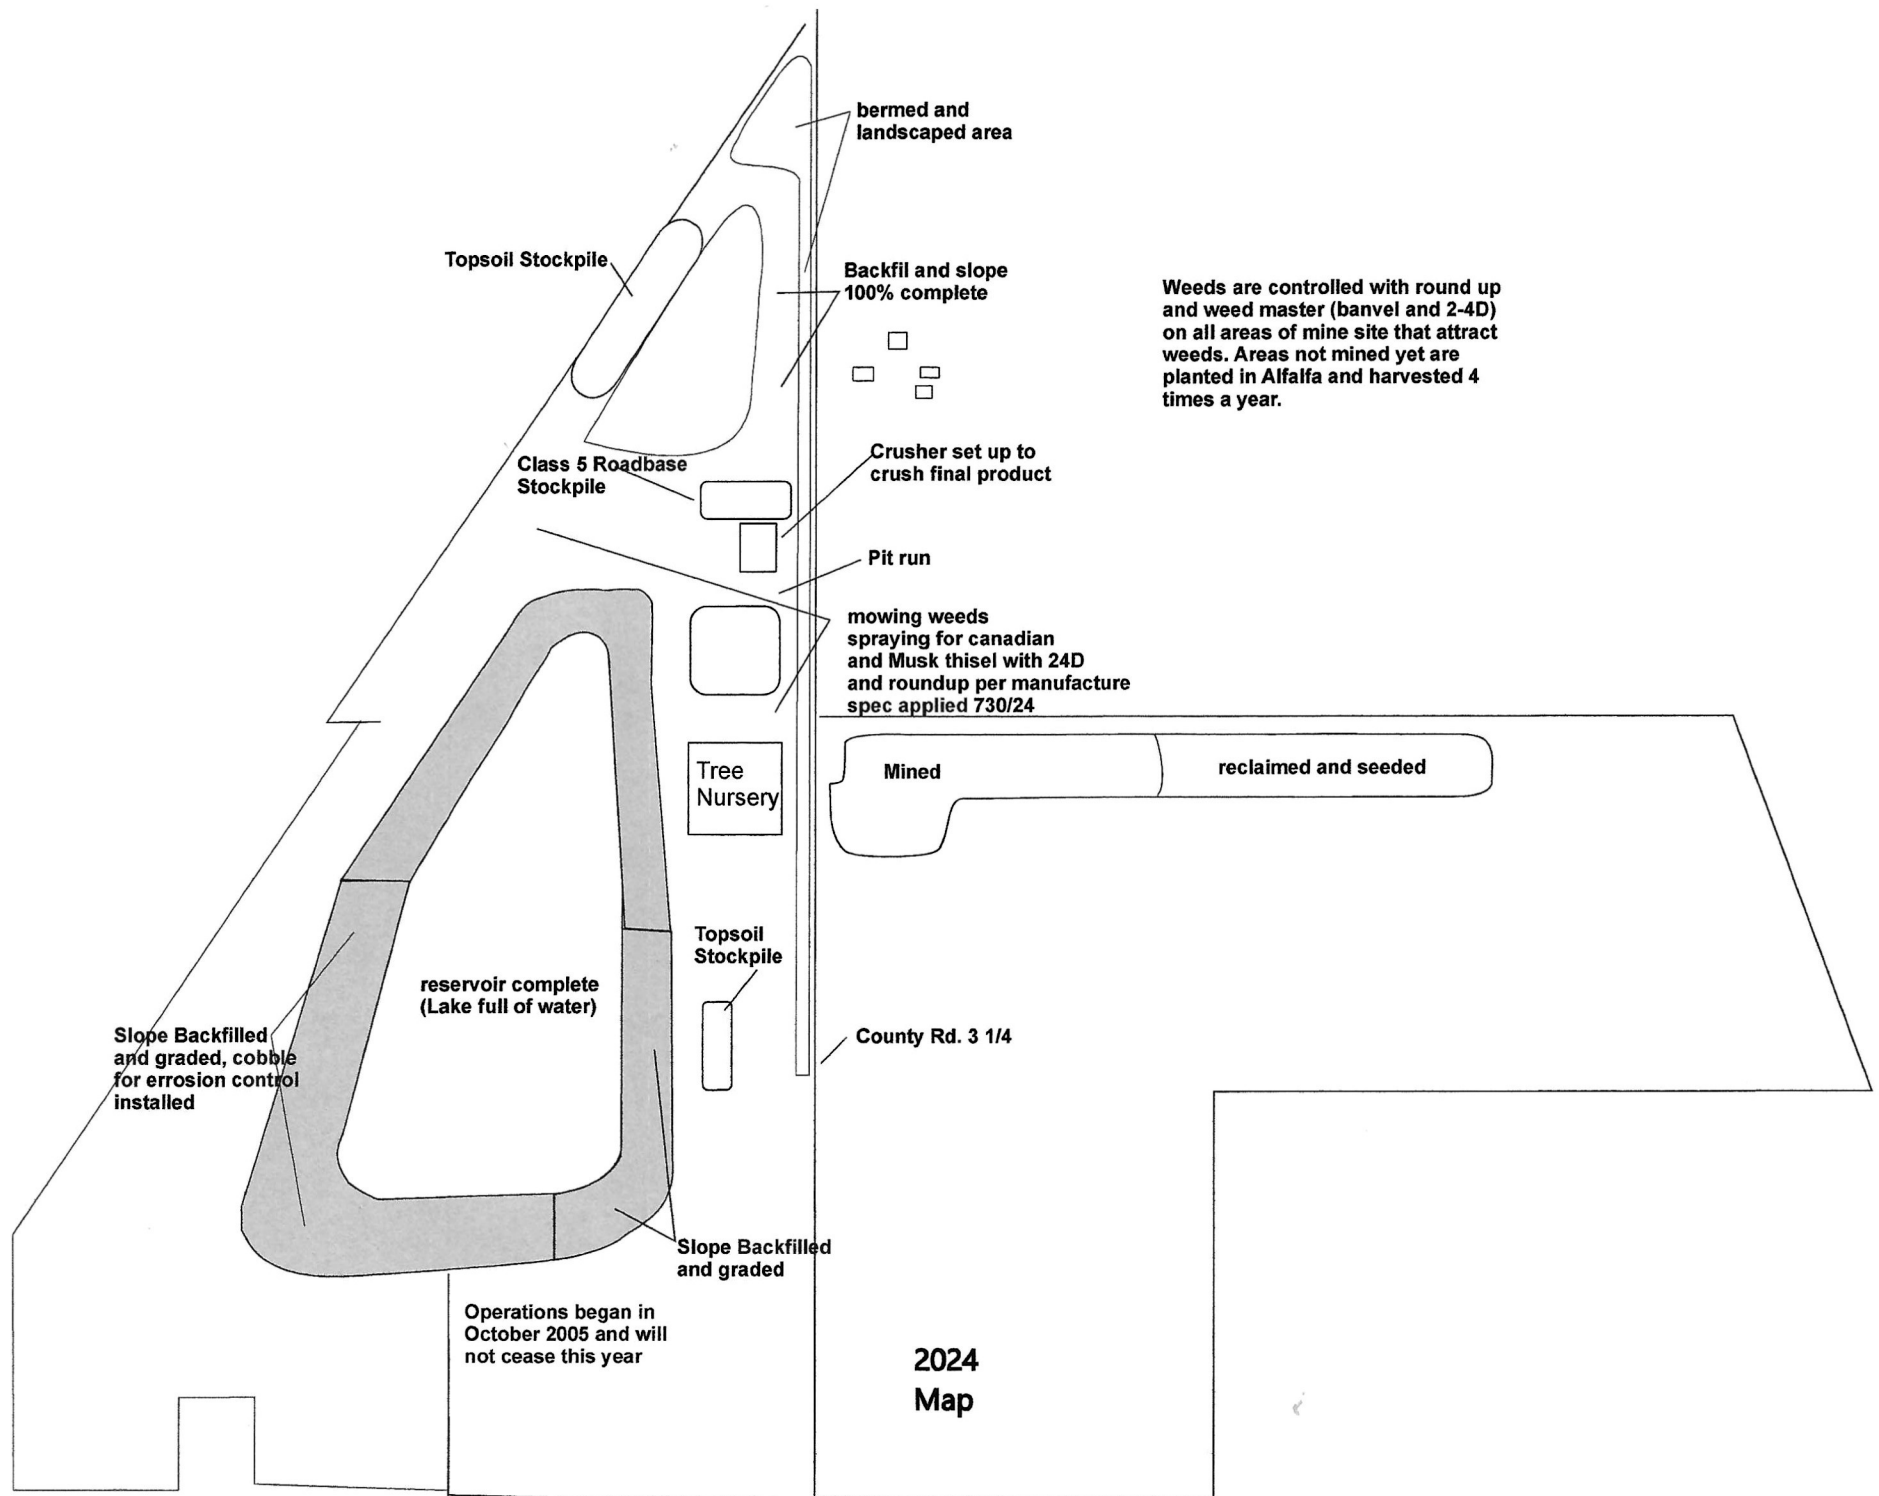 bermed and
landscaped area
Topsoil Stockpile
Backfil and slope
100% complete
Weeds are controlled with round up
and weed master (banvel and 2-4D)
on all areas of mine site that attract
weeds. Areas not mined yet are
planted in Alfalfa and harvested 4
times a year.
Class 5 Roadbase
Stockpile
Crusher set up to
crush final product
Pit run
mowing weeds
spraying for canadian
and Musk thisel with 24D
and roundup per manufacture
spec applied 730/24
Tree
Nursery
Mined
reclaimed and seeded
Topsoil
Stockpile
reservoir complete
(Lake full of water)
Slope Backfilled
and graded, cobble
for errosion control
installed
County Rd. 3 1/4
Slope Backfilled
and graded
Operations began in
October 2005 and will
not cease this year
2024
Map